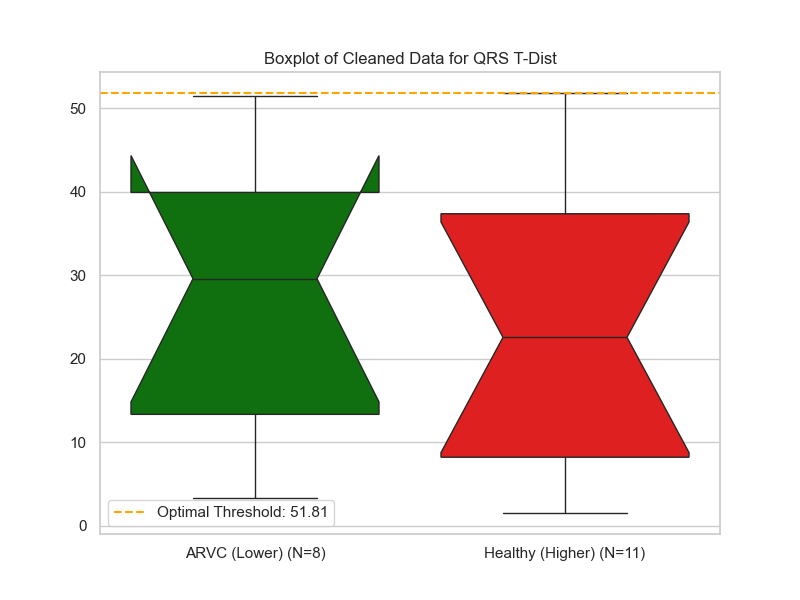 Boxplot of Cleaned Data for QRS T-Dist
50
40
30
20
10
0
Optimal Threshold: 51.81
ARVC (Lower) (N=8)
Healthy (Higher) (N=11)